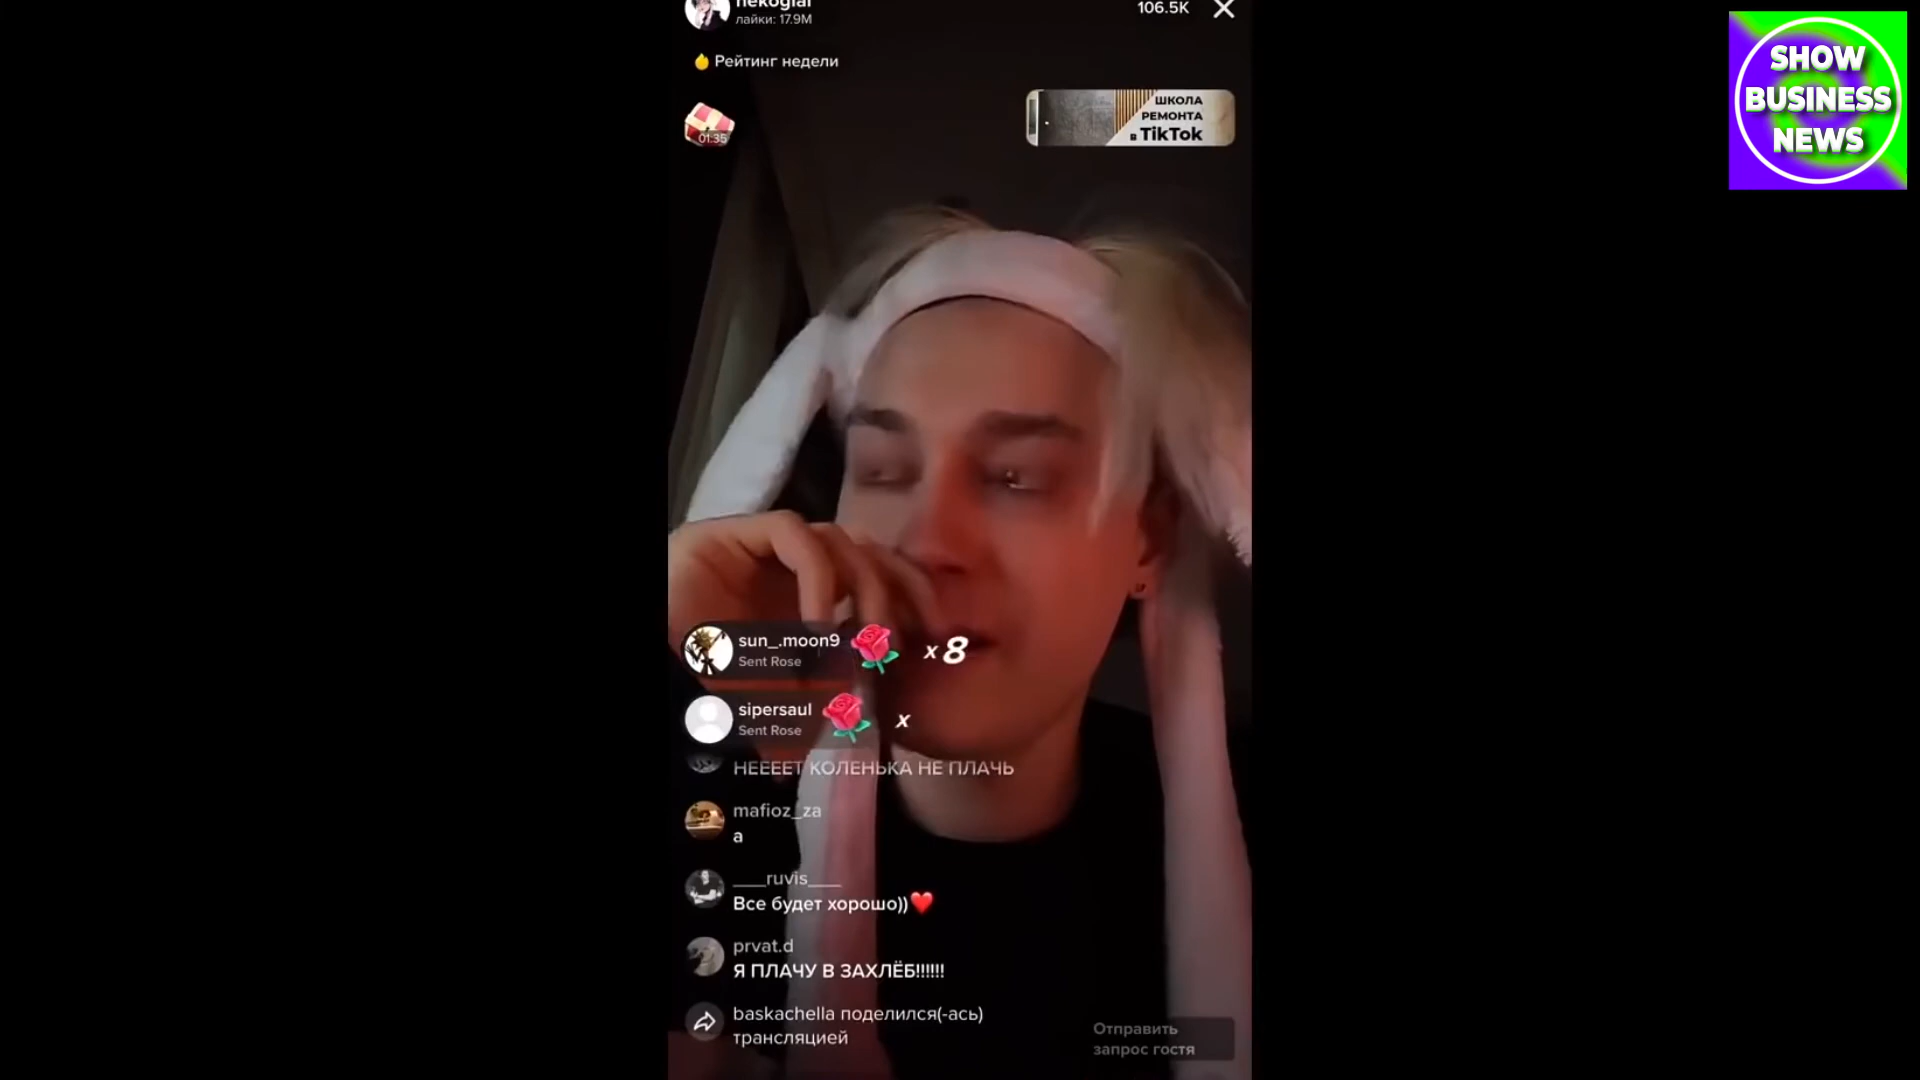 nekoglai
лайки: 17.9M
106.5K
Рейтинг недели
01:35
ШКОЛА
РЕМОНТА
в TikTok
SHOW
BUSINESS
NEWS
sun_.moon9
Sent Rose
x 8
sipersaul
Sent Rose
x
НЕЕЕЕТ КОЛЕНЬКА НЕ ПЛАЧЬ
mafioz_za
а
___ruvis___
Все будет хорошо))❤️
prvat.d
Я ПЛАЧУ В ЗАХЛЁБ!!!!!!
baskachella поделился(-ась)
трансляцией
Отправить
запрос гостя